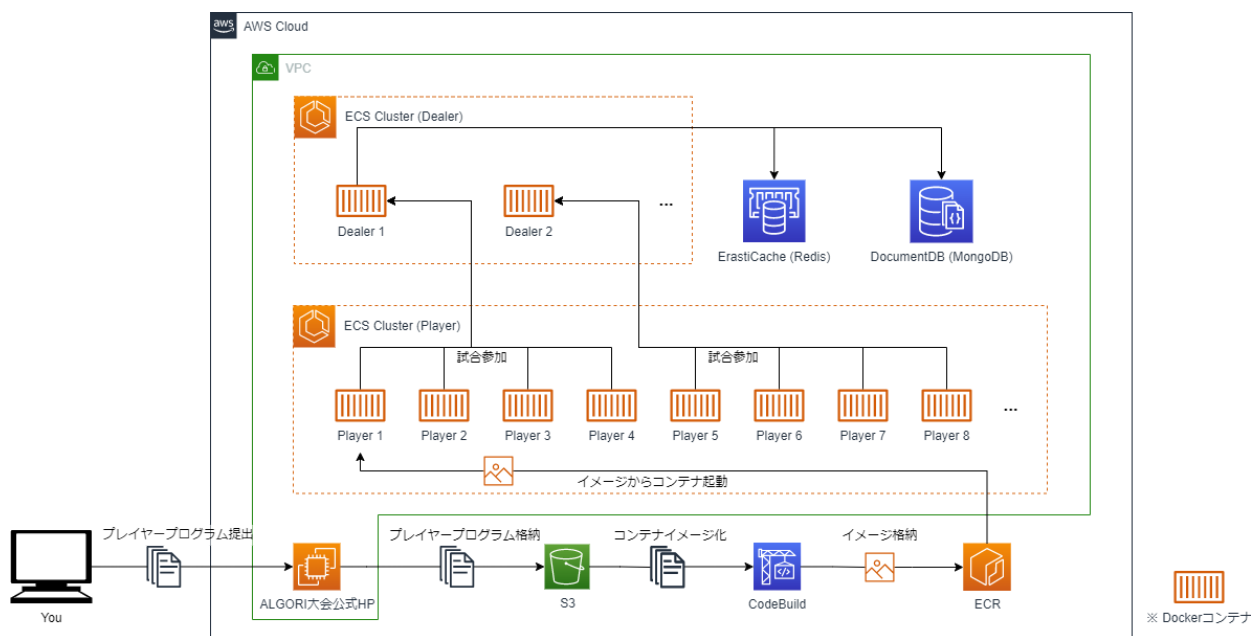 aws
AWS Cloud
VPC
ECS Cluster (Dealer)
Dealer 1
Dealer 2
...
ErastiCache (Redis)
DocumentDB (MongoDB)
ECS Cluster (Player)
試合参加
試合参加
Player 1
Player 2
Player 3
Player 4
Player 5
Player 6
Player 7
Player 8
...
イメージからコンテナ起動
プレイヤープログラム提出
プレイヤープログラム格納
コンテナイメージ化
イメージ格納
You
ALGORI大会公式HP
S3
CodeBuild
ECR
※ Dockerコンテナ